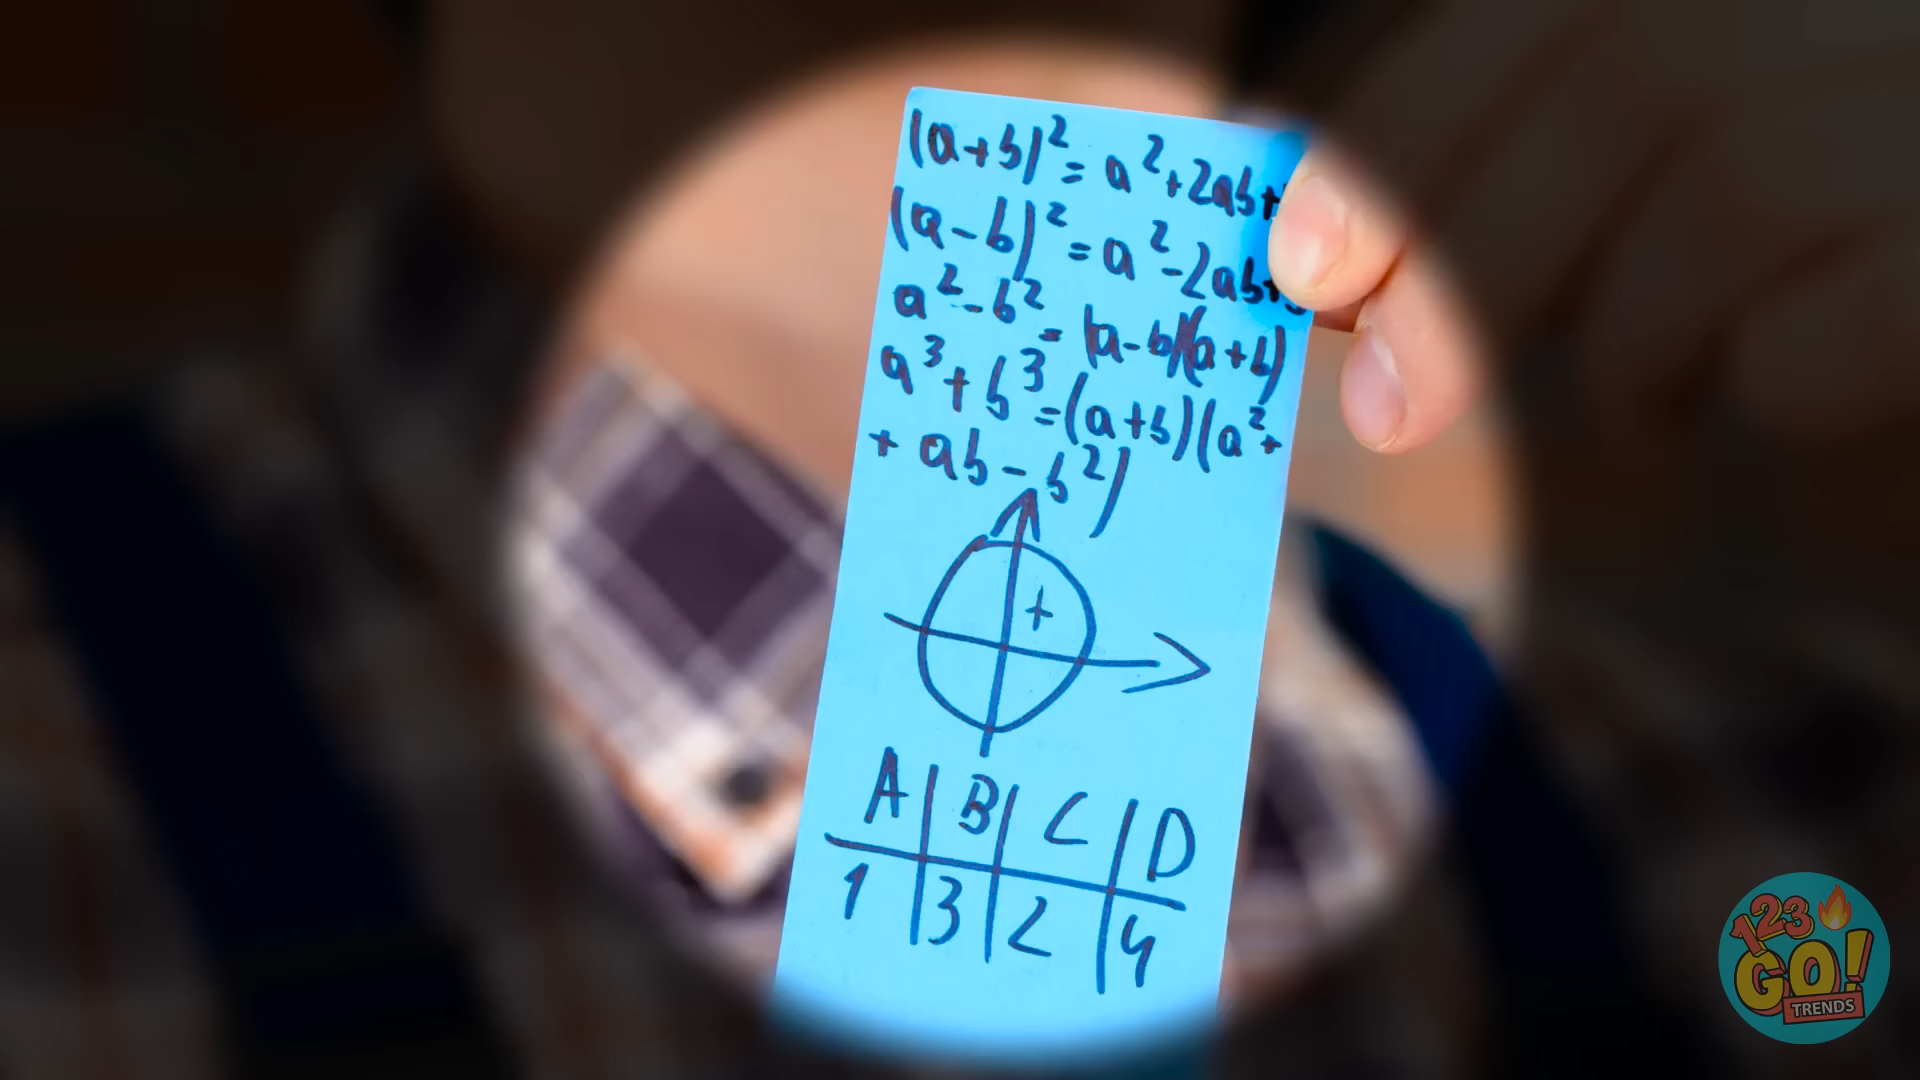 (a+b)² = a²+2ab+
(a-b)² = a²-2ab+
a²-b² = (a-b)(a+b)
a³+b³=(a+b)(a²+
+ab-b²)
+
A B C D
1 3 2 4
123 GO! TRENDS